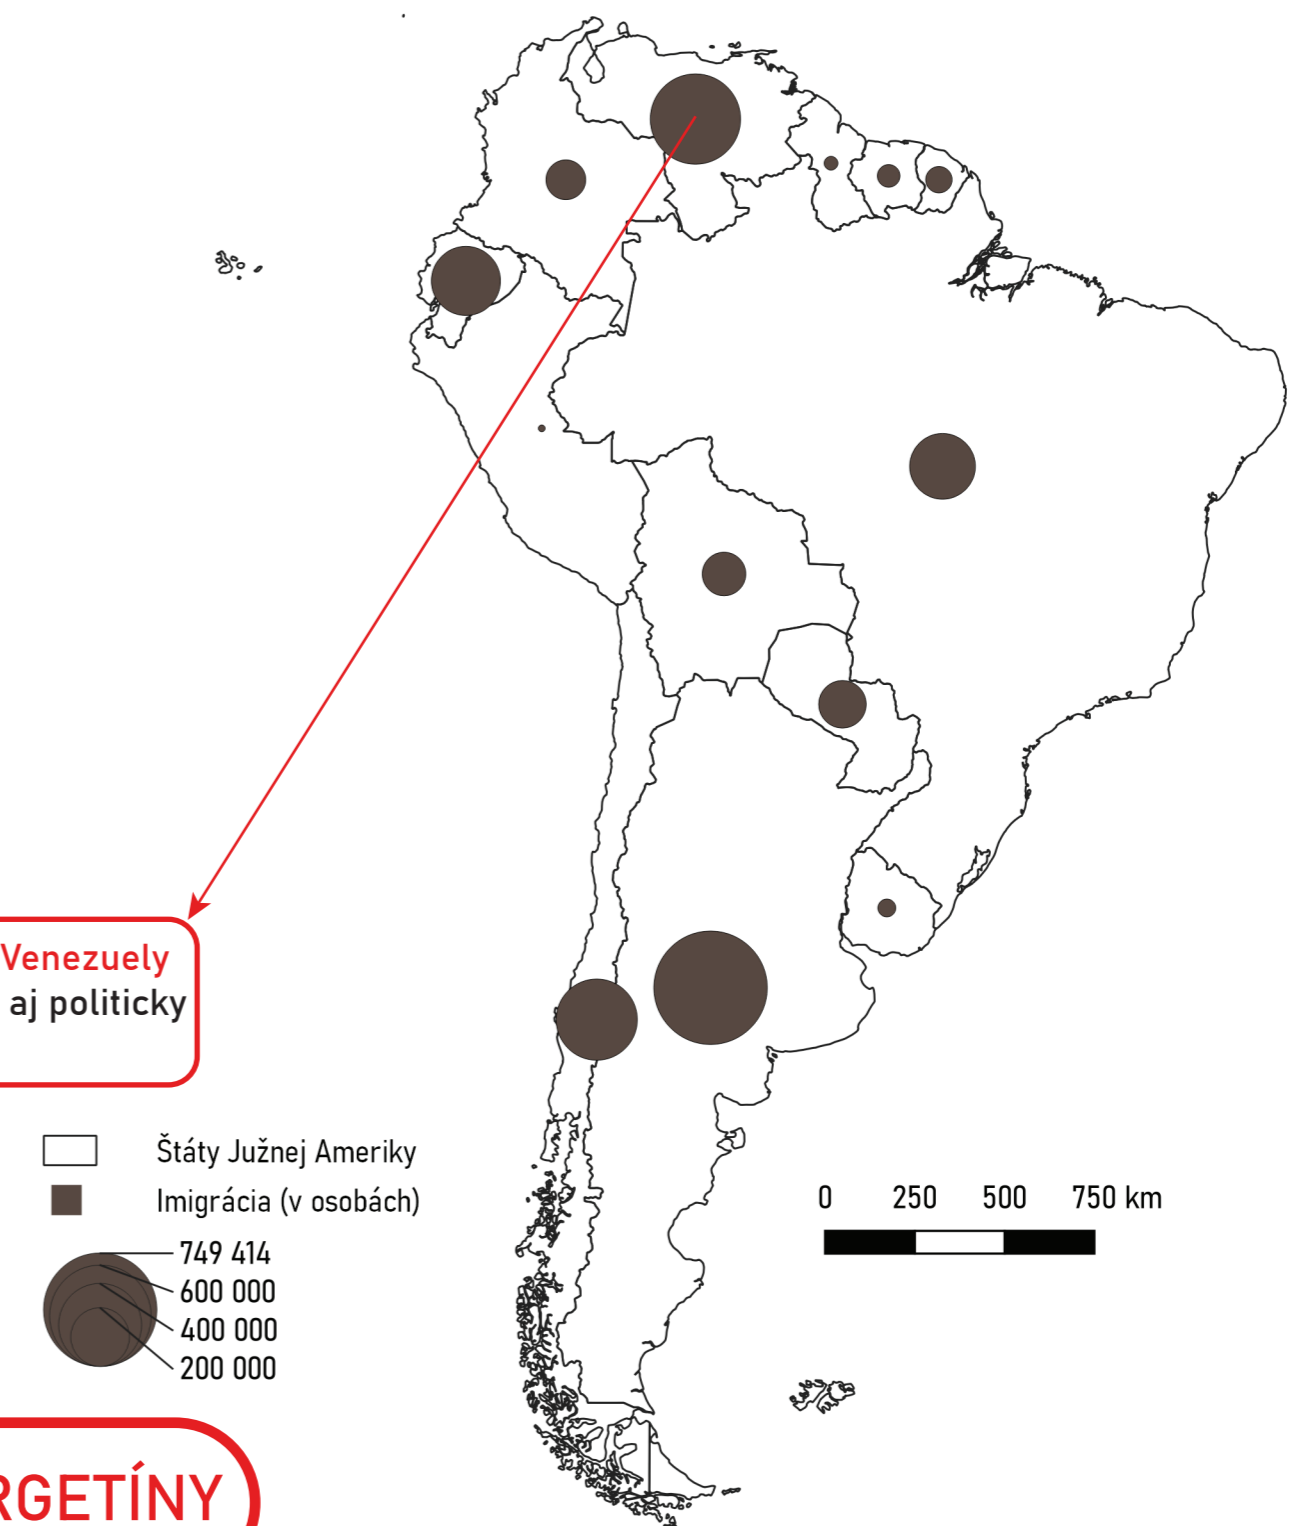 Venezuely
aj politicky
Štáty Južnej Ameriky
Imigrácia (v osobách)
749 414
600 000
400 000
200 000
0 250 500 750 km
RGETÍNY